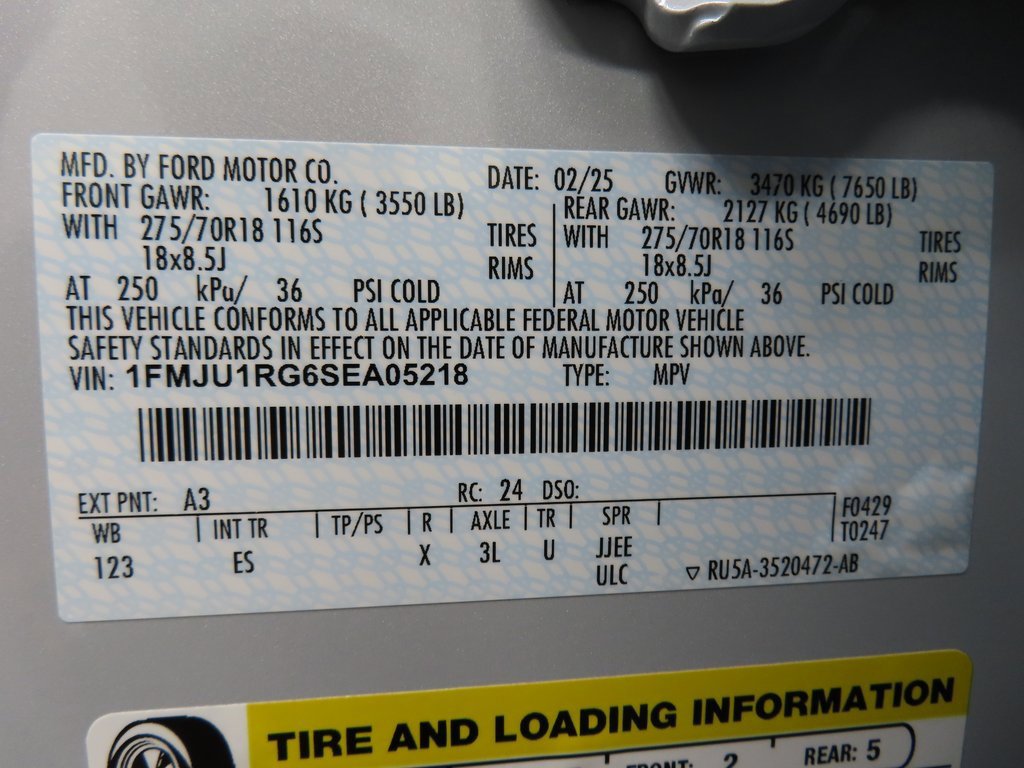 MFD. BY FORD MOTOR CO. DATE: 02/25 GVWR: 3470 KG ( 7650 LB)
FRONT GAWR: 1610 KG ( 3550 LB) REAR GAWR: 2127 KG ( 4690 LB)
WITH 275/70R18 116S TIRES WITH 275/70R18 116S TIRES
18x8.5J RIMS 18x8.5J RIMS
AT 250 kPa/ 36 PSI COLD AT 250 kPa/ 36 PSI COLD
THIS VEHICLE CONFORMS TO ALL APPLICABLE FEDERAL MOTOR VEHICLE
SAFETY STANDARDS IN EFFECT ON THE DATE OF MANUFACTURE SHOWN ABOVE.
VIN: 1FMJU1RG6SEA05218 TYPE: MPV
EXT PNT: A3 RC: 24 DSO:
WB INT TR TP/PS R AXLE TR SPR F0429
T0247
123 ES X 3L U JJEE
ULC ▽ RU5A-3520472-AB
TIRE AND LOADING INFORMATION
FRONT: 2 REAR: 5